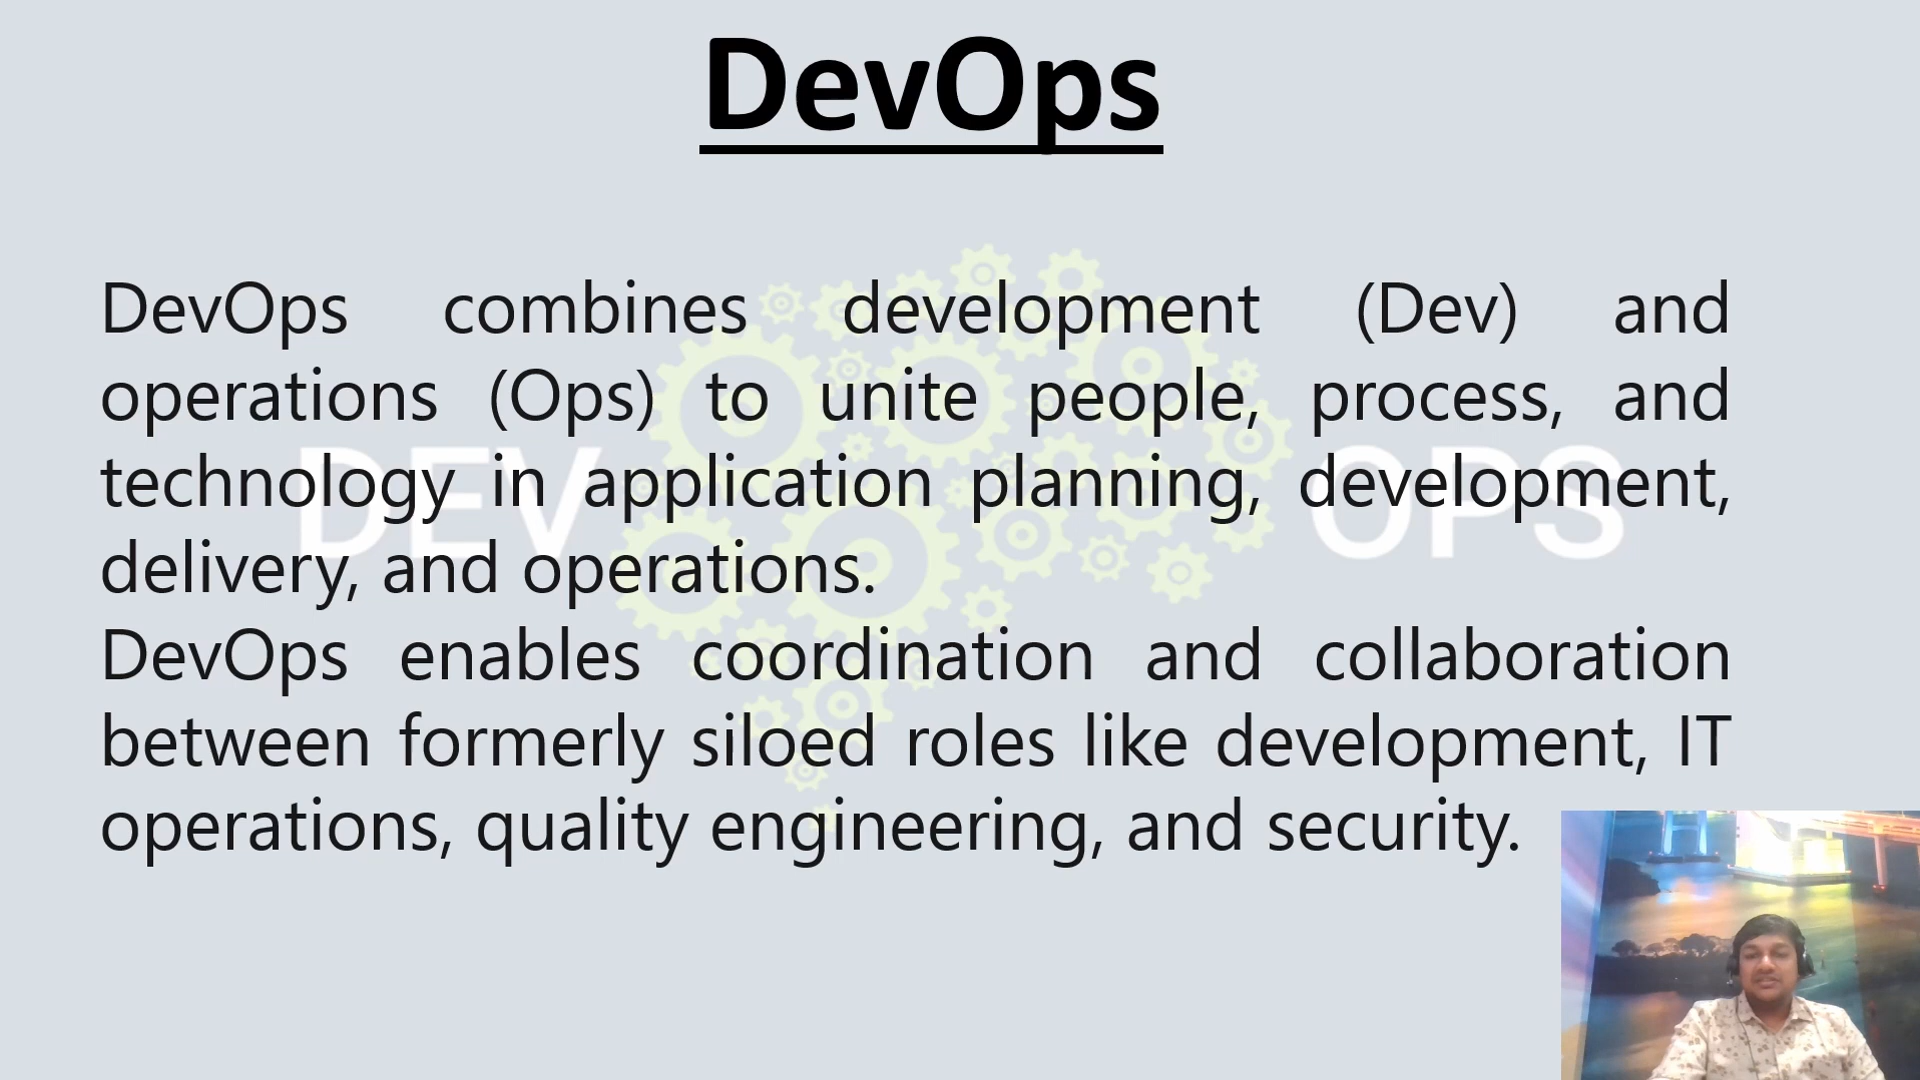 DevOps
DevOps combines development (Dev) and
operations (Ops) to unite people, process, and
technology in application planning, development,
delivery, and operations.
DEV OPS
DevOps enables coordination and collaboration
between formerly siloed roles like development, IT
operations, quality engineering, and security.